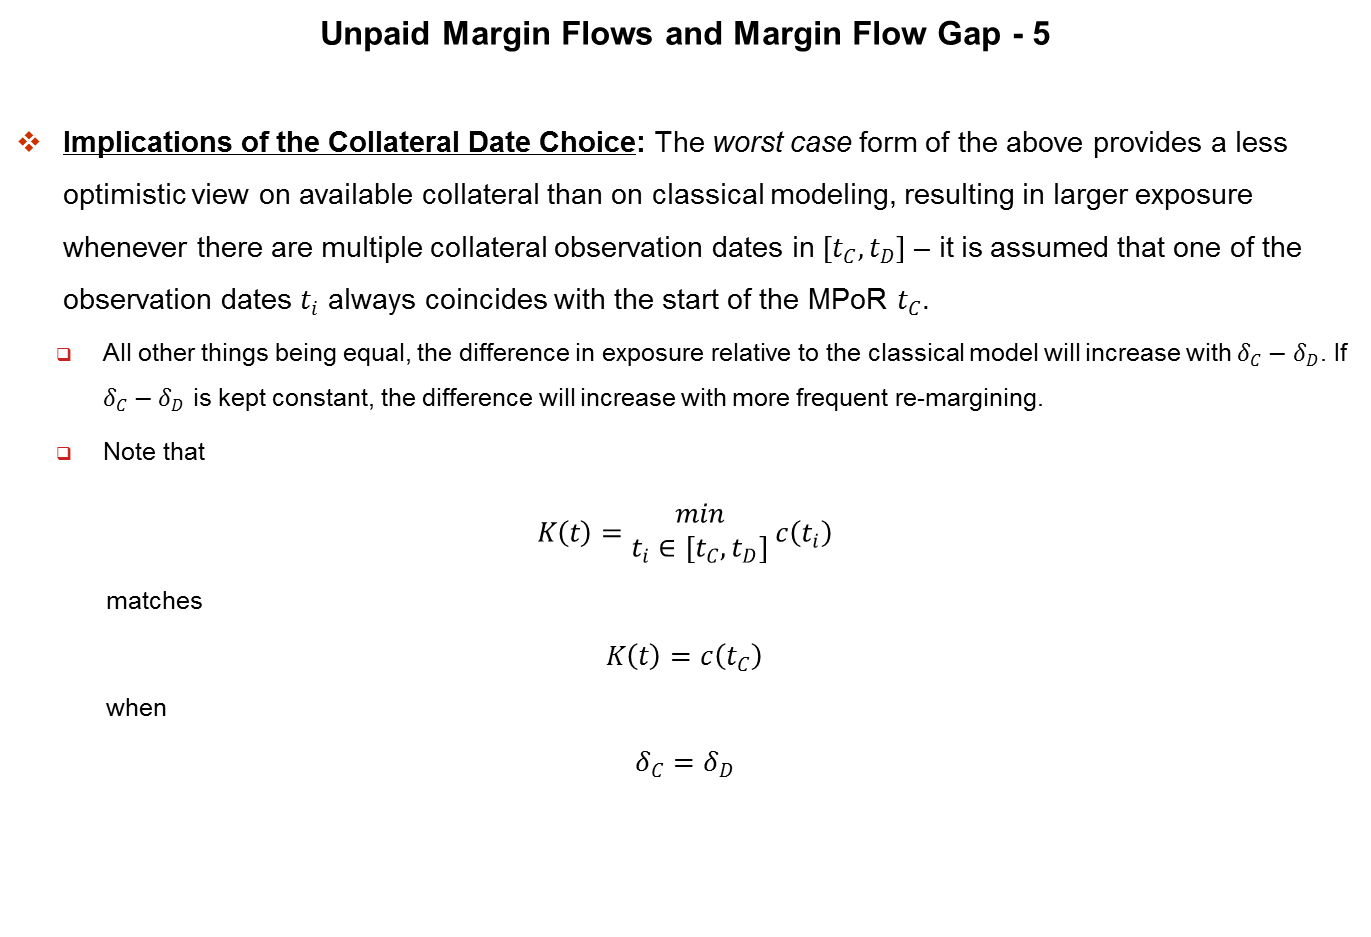 Unpaid Margin Flows and Margin Flow Gap - 5
❖ Implications of the Collateral Date Choice: The worst case form of the above provides a less
optimistic view on available collateral than on classical modeling, resulting in larger exposure
whenever there are multiple collateral observation dates in [t_C, t_D] – it is assumed that one of the
observation dates t_i always coincides with the start of the MPoR t_C.
❑ All other things being equal, the difference in exposure relative to the classical model will increase with δ_C − δ_D. If
δ_C − δ_D is kept constant, the difference will increase with more frequent re-margining.
❑ Note that
K(t) = min t_i ∈ [t_C, t_D] c(t_i)
matches
K(t) = c(t_C)
when
δ_C = δ_D